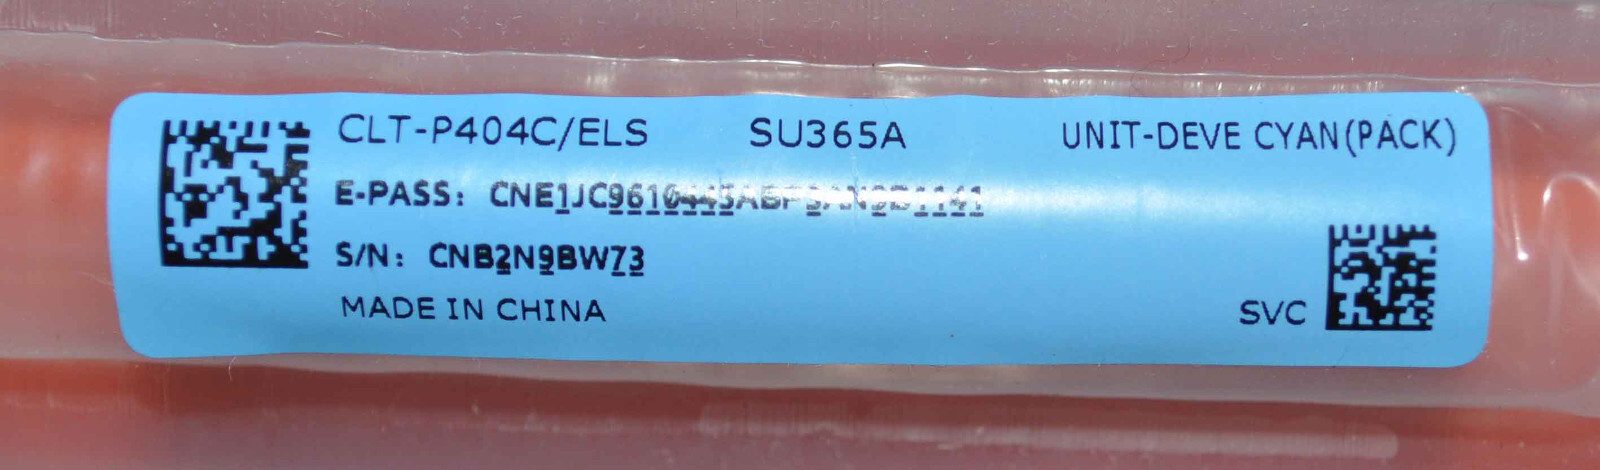 CLT-P404C/ELS SU365A UNIT-DEVE CYAN(PACK)
E-PASS:
S/N: CNB2N9BW73
MADE IN CHINA
SVC